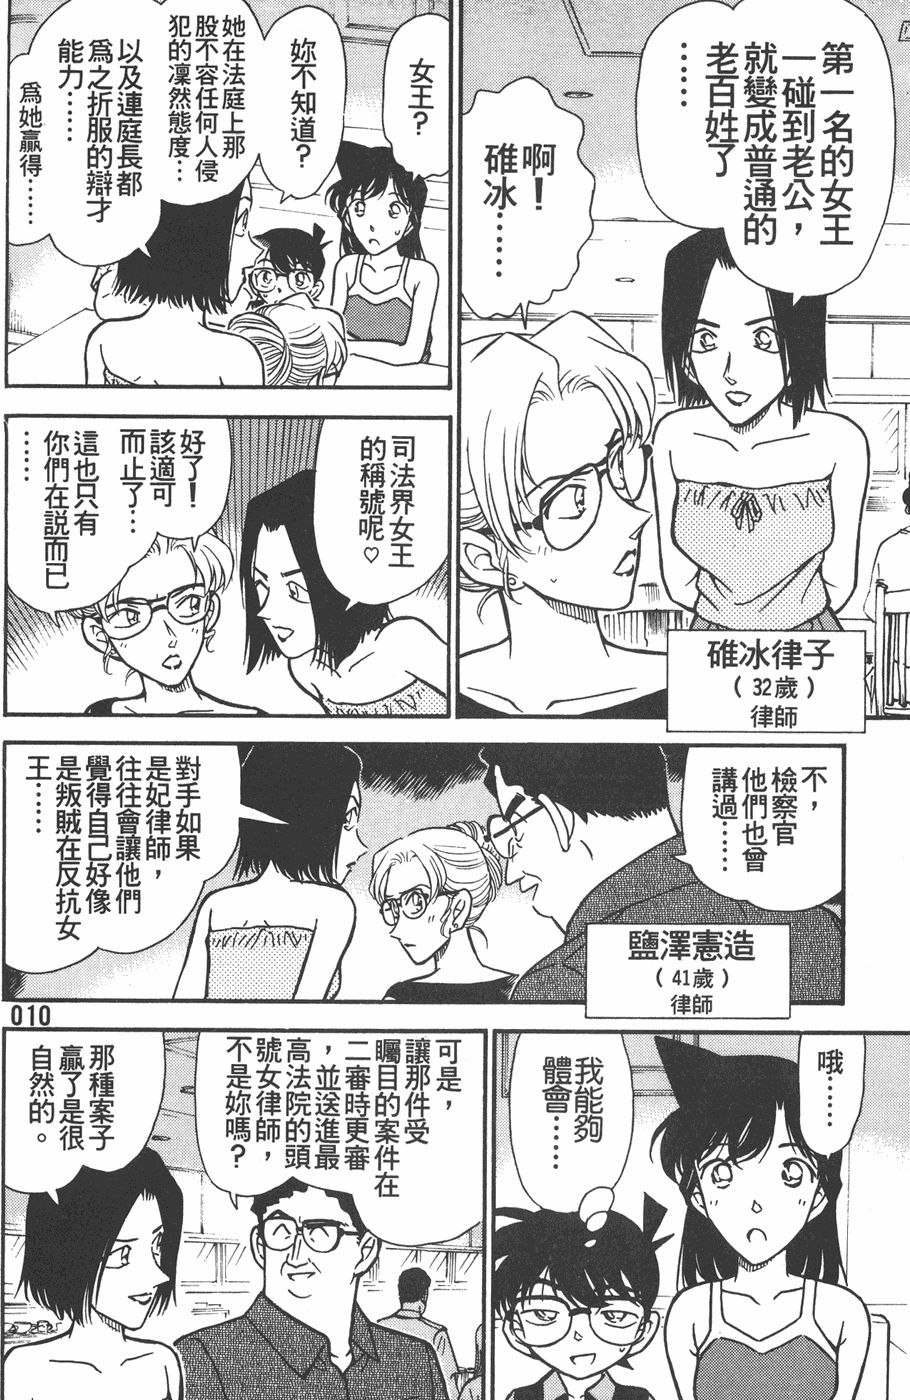 第一名的女王
一碰到老公，
就變成普通的
老百姓了
……
啊！
碓冰……
碓冰律子
（32歲）
律師
女王？
妳不知道？
她在法庭上那
股不容任何人侵
犯的凜然態度…
以及連庭長都
為之折服的辯才
能力……
為她贏得……
司法界女王
的稱號呢♡
好了！
該適可
而止了…
這也只有
你們在説而已
……
不，
檢察官
他們也曾
講過……
鹽澤憲造
（41歲）
律師
對手如果
是妃律師，
往往會讓他們
覺得自己好像
是叛賊在反抗女
王……
010
哦……
我能夠
體會……
可是，
讓那件受
矚目的案件在
二審時更審
，並送進最
高法院的頭
號女律師，
不是妳嗎？
那種案子
贏了是很
自然的。